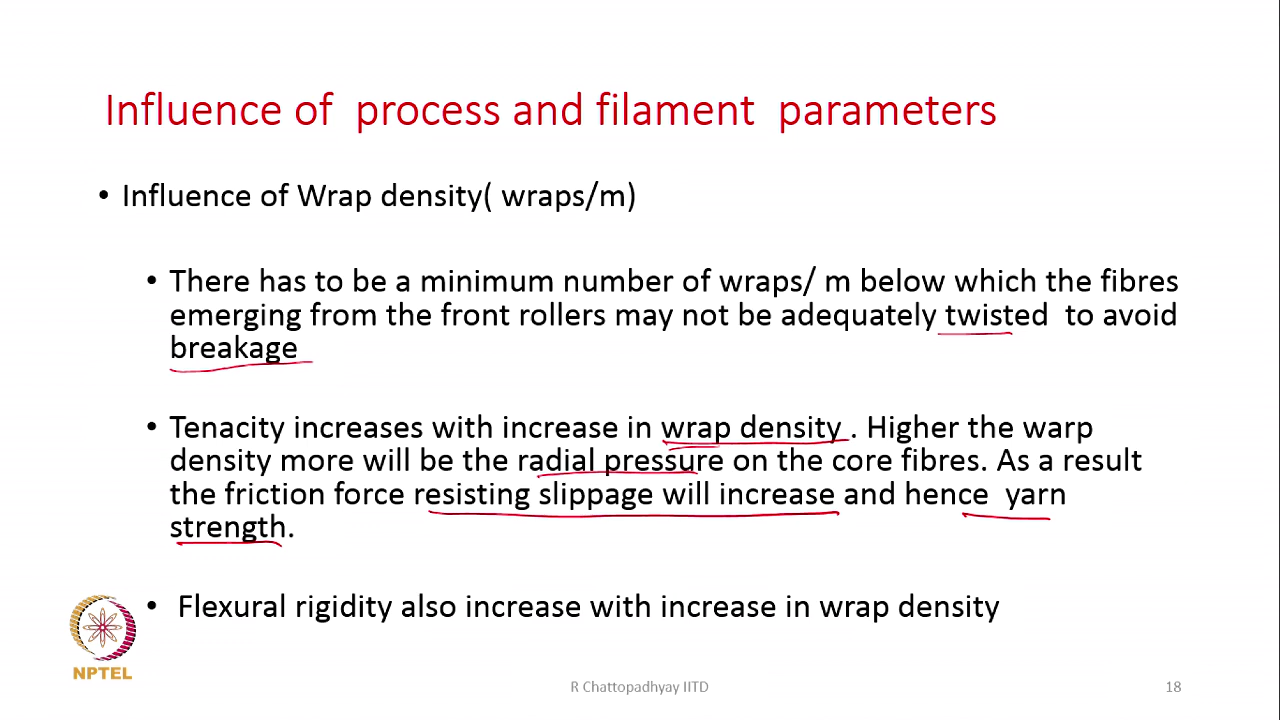 Influence of process and filament parameters
• Influence of Wrap density( wraps/m)
• There has to be a minimum number of wraps/ m below which the fibres
emerging from the front rollers may not be adequately twisted to avoid
breakage
• Tenacity increases with increase in wrap density . Higher the warp
density more will be the radial pressure on the core fibres. As a result
the friction force resisting slippage will increase and hence yarn
strength.
• Flexural rigidity also increase with increase in wrap density
NPTEL
R Chattopadhyay IITD
18